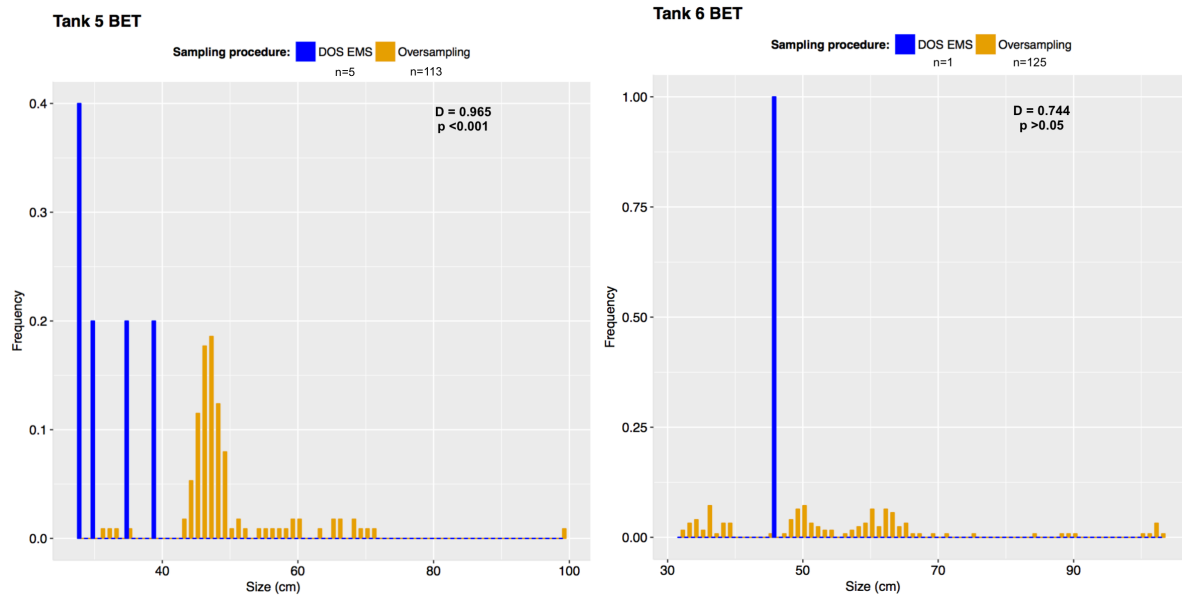 Tank 5 BET
Sampling procedure: DOS EMS Oversampling
n=5 n=113
D = 0.965
p <0.001
0.4
0.3
0.2
0.1
0.0
Frequency
40 60 80 100
Size (cm)
Tank 6 BET
Sampling procedure: DOS EMS Oversampling
n=1 n=125
D = 0.744
p >0.05
1.00
0.75
0.50
0.25
0.00
Frequency
30 50 70 90
Size (cm)